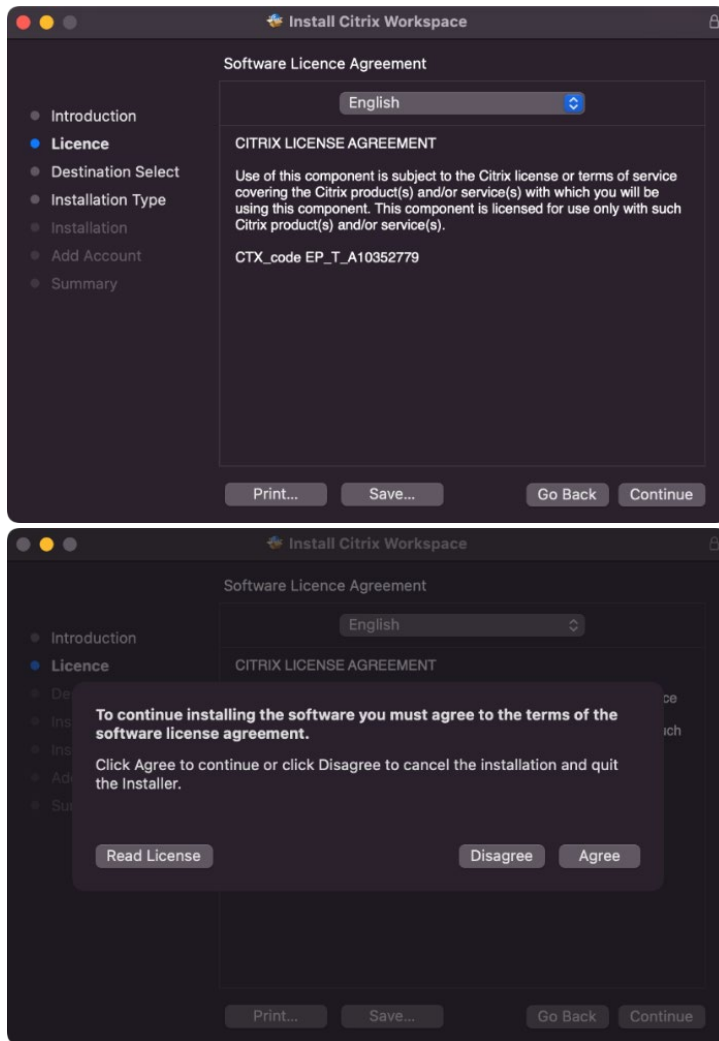 Install Citrix Workspace
Software Licence Agreement
English
Introduction
Licence
Destination Select
Installation Type
Installation
Add Account
Summary
CITRIX LICENSE AGREEMENT
Use of this component is subject to the Citrix license or terms of service
covering the Citrix product(s) and/or service(s) with which you will be
using this component. This component is licensed for use only with such
Citrix product(s) and/or service(s).
CTX_code EP_T_A10352779
Print... Save... Go Back Continue
Install Citrix Workspace
Software Licence Agreement
English
Introduction
Licence
CITRIX LICENSE AGREEMENT
To continue installing the software you must agree to the terms of the
software license agreement.
Click Agree to continue or click Disagree to cancel the installation and quit
the Installer.
Read License Disagree Agree
Print... Save... Go Back Continue